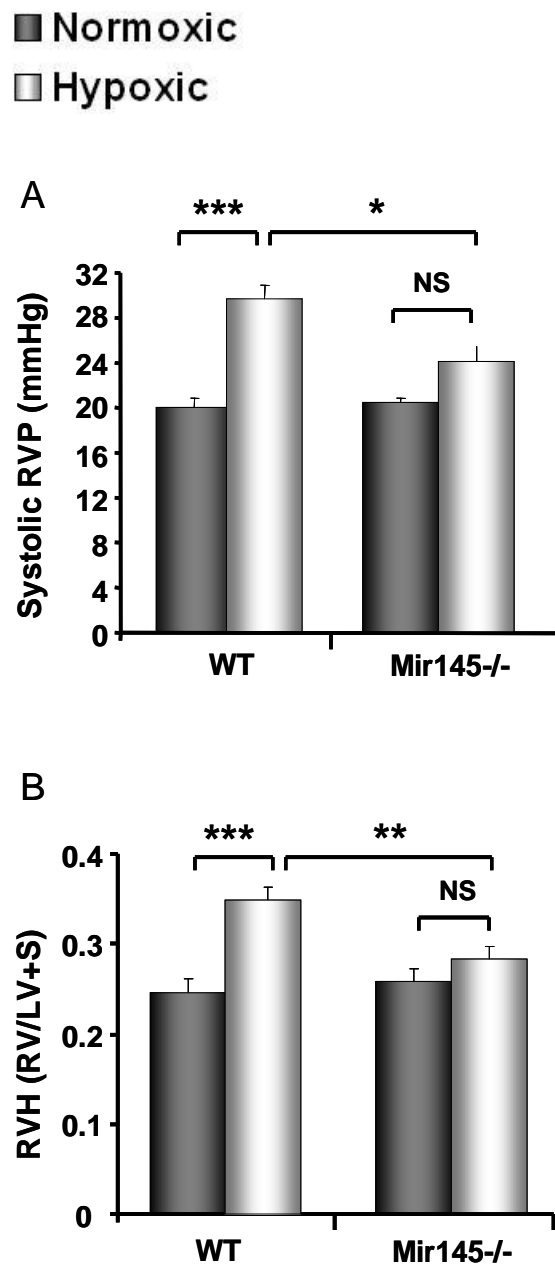 Normoxic
Hypoxic
A
*** *
NS
Systolic RVP (mmHg)
32
28
24
20
16
12
8
4
0
WT Mir145-/-
B
*** **
NS
RVH (RV/LV+S)
0.4
0.3
0.2
0.1
0
WT Mir145-/-